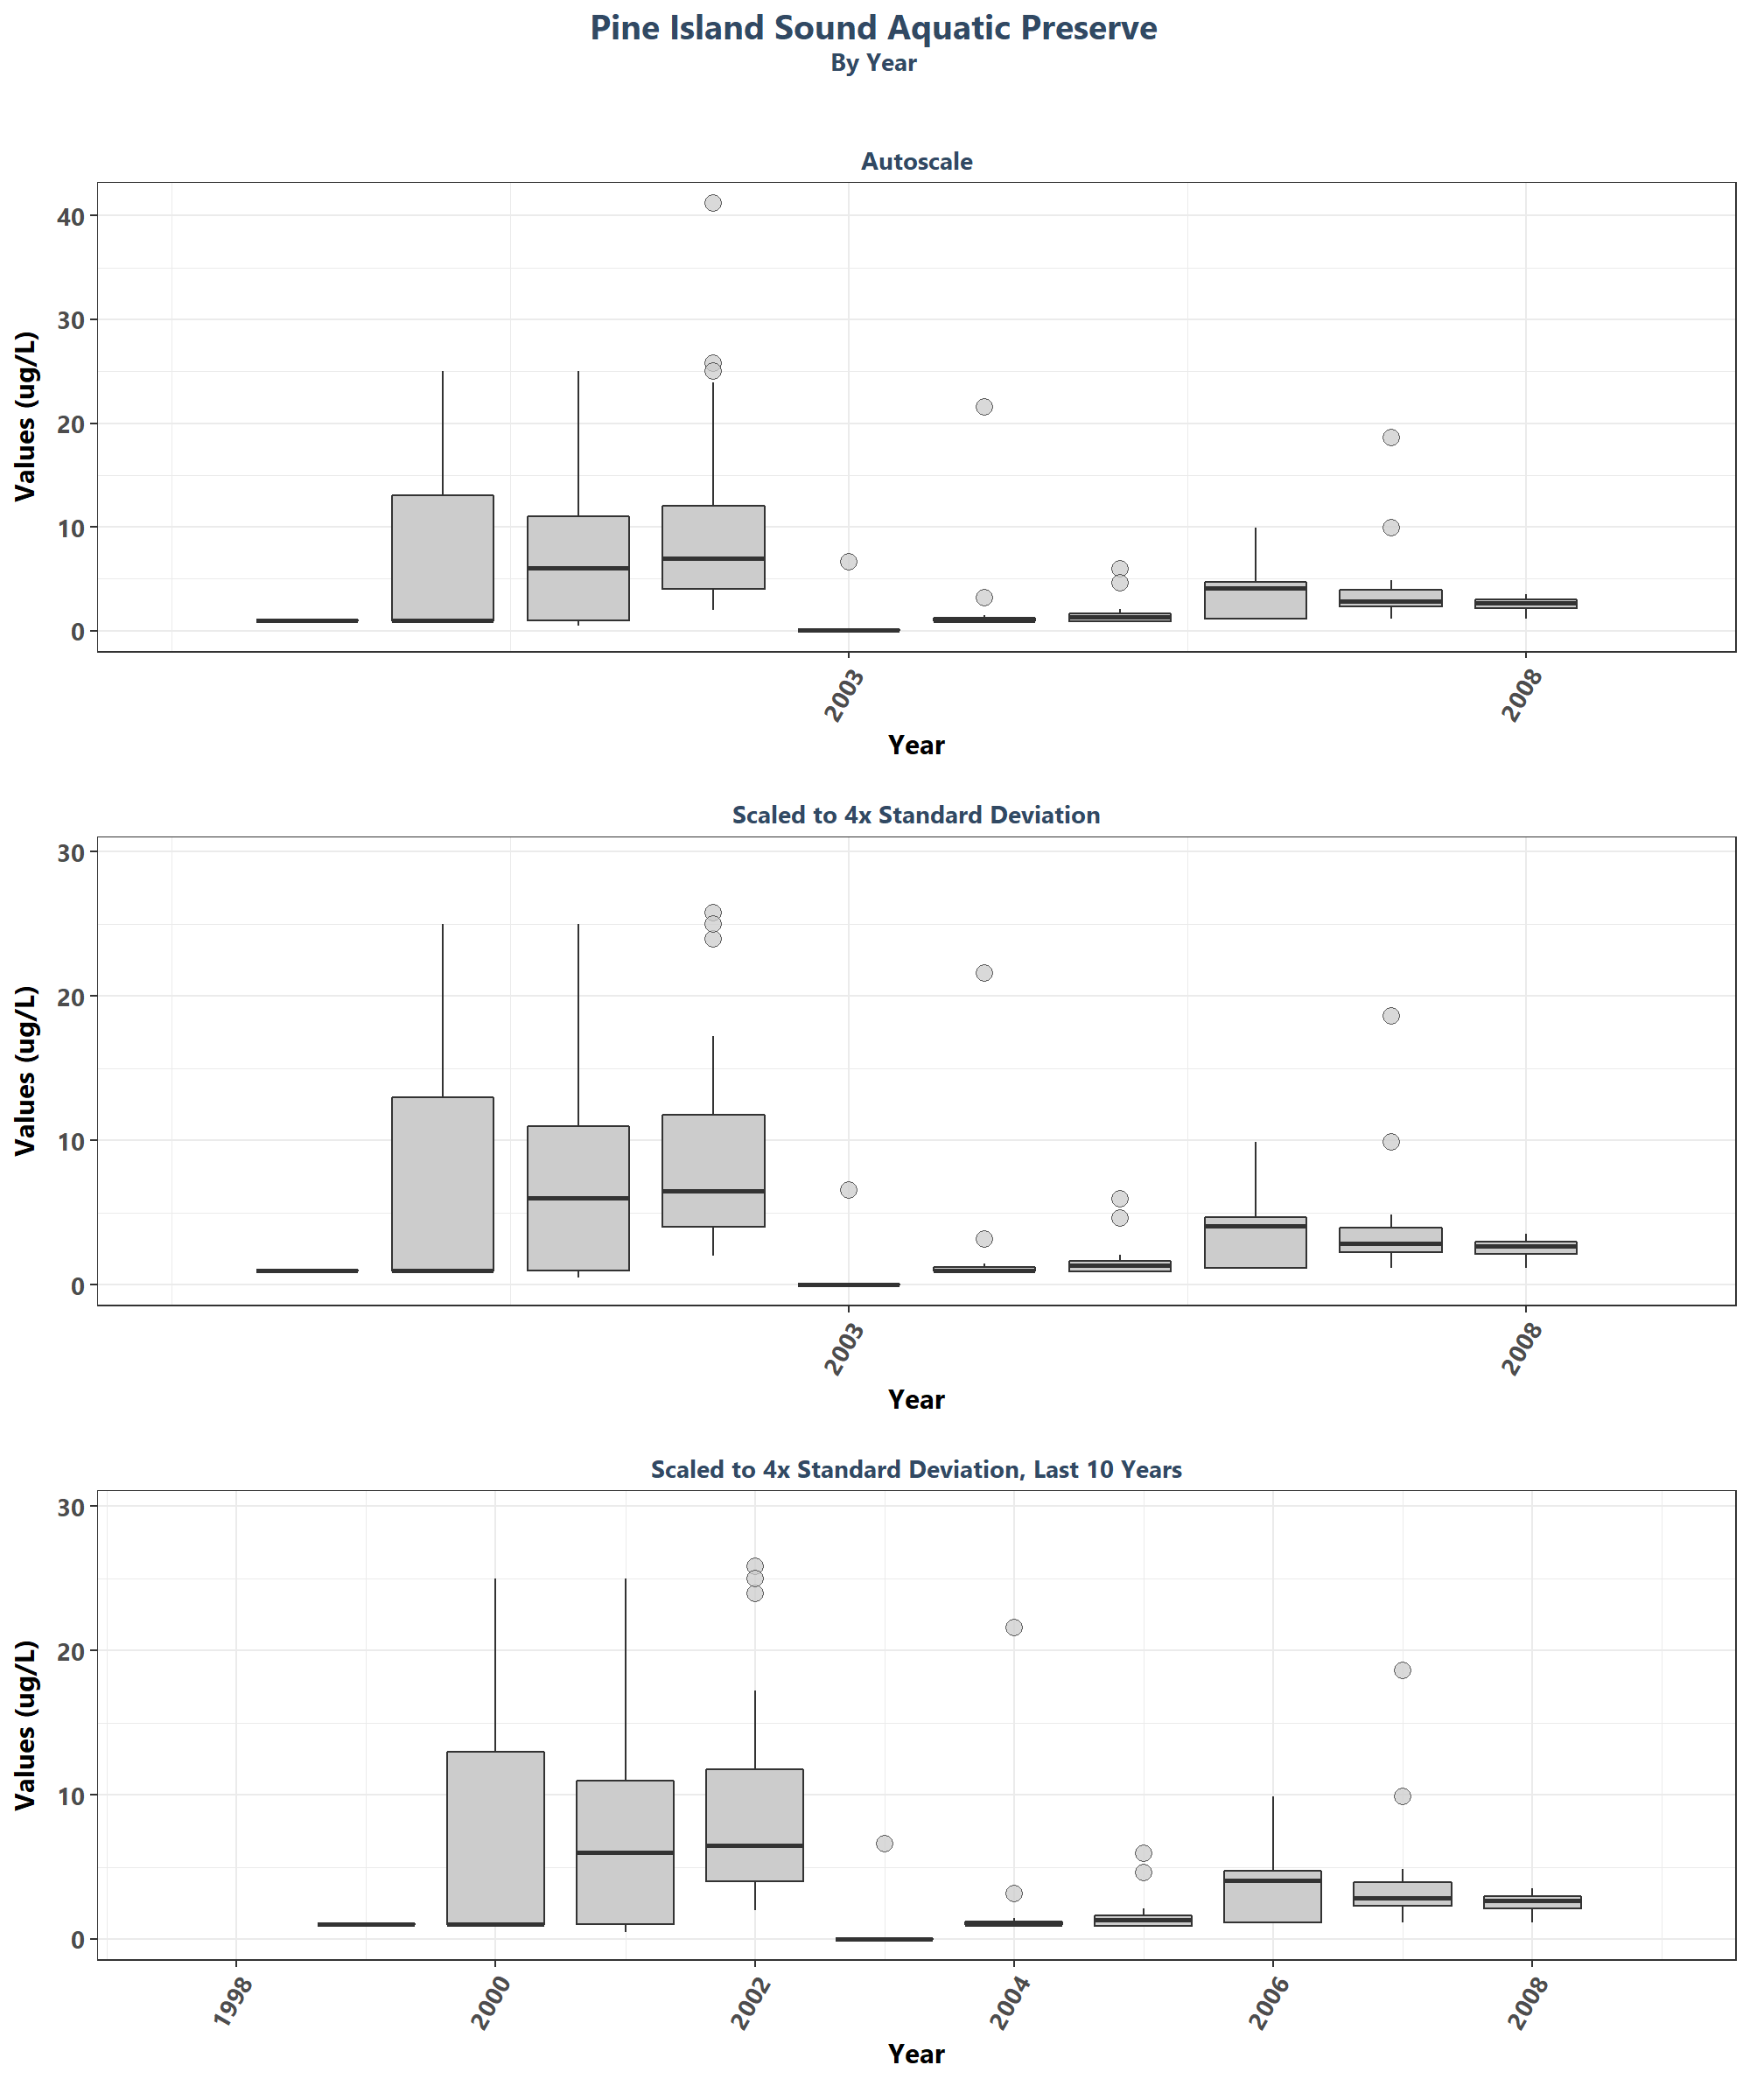 Pine Island Sound Aquatic Preserve
By Year
Autoscale
Values (ug/L)
40
30
20
10
0
2003
2008
Year
Scaled to 4x Standard Deviation
Values (ug/L)
30
20
10
0
2003
2008
Year
Scaled to 4x Standard Deviation, Last 10 Years
Values (ug/L)
30
20
10
0
1998
2000
2002
2004
2006
2008
Year